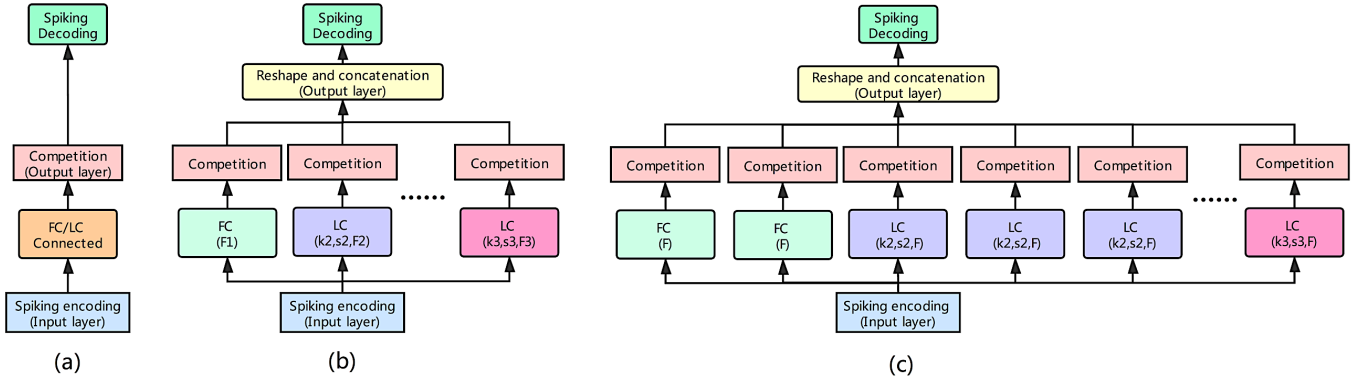 Spiking
Decoding
Competition
(Output layer)
FC/LC
Connected
Spiking encoding
(Input layer)
(a)
Spiking
Decoding
Reshape and concatenation
(Output layer)
Competition
Competition
Competition
......
FC
(F1)
LC
(k2,s2,F2)
LC
(k3,s3,F3)
Spiking encoding
(Input layer)
(b)
Spiking
Decoding
Reshape and concatenation
(Output layer)
Competition
Competition
Competition
Competition
Competition
Competition
......
FC
(F)
FC
(F)
LC
(k2,s2,F)
LC
(k2,s2,F)
LC
(k2,s2,F)
LC
(k3,s3,F)
Spiking encoding
(Input layer)
(c)